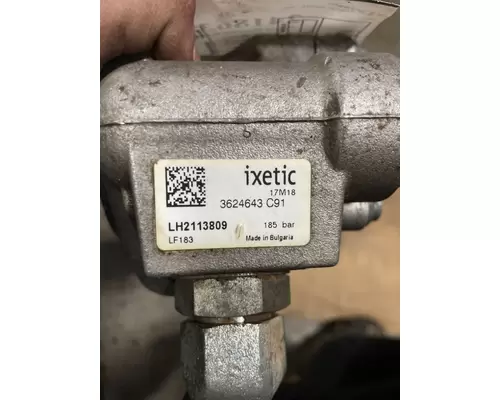 ixetic
17M18
3624643 C91
LH2113809 185 bar
LF183 Made in Bulgaria